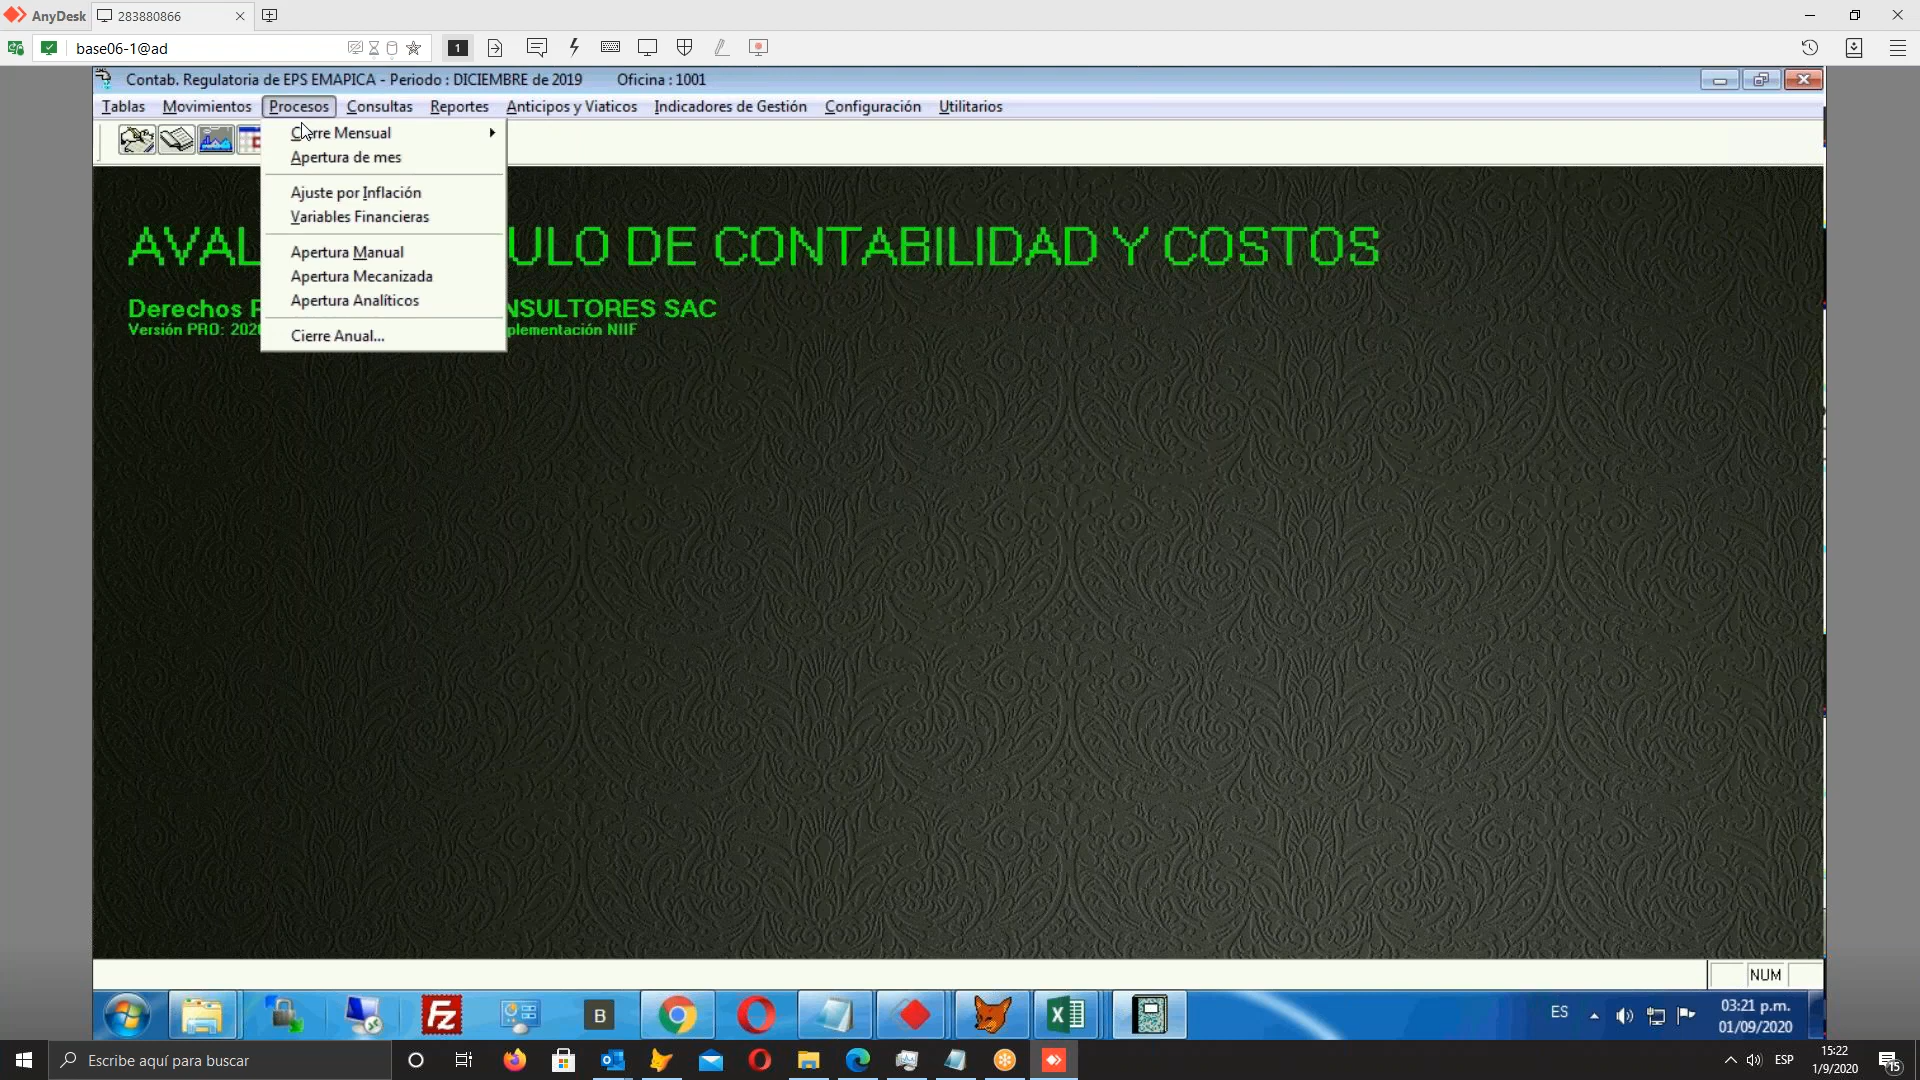 AnyDesk
283880866
base06-1@ad
1
Contab. Regulatoria de EPS EMAPICA - Periodo : DICIEMBRE de 2019 Oficina : 1001
Tablas Movimientos Procesos Consultas Reportes Anticipos y Viaticos Indicadores de Gestión Configuración Utilitarios
Cierre Mensual
Apertura de mes
Ajuste por Inflación
Variables Financieras
Apertura Manual
Apertura Mecanizada
Apertura Analíticos
Cierre Anual...
AVAL ULO DE CONTABILIDAD Y COSTOS
Derechos NSULTORES SAC
Versión PRO: 202 plementación NIIF
NUM
B
ES
03:21 p.m.
01/09/2020
Escribe aquí para buscar
ESP
15:22
1/9/2020
15